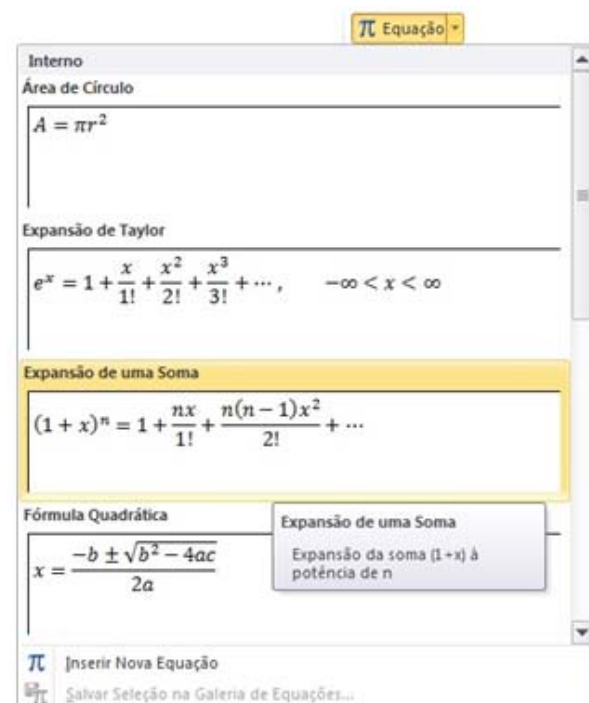 π Equação
Interno
Área de Círculo
A = πr²
Expansão de Taylor
eˣ = 1 + x/1! + x²/2! + x³/3! + ⋯ , −∞ < x < ∞
Expansão de uma Soma
(1 + x)ⁿ = 1 + nx/1! + n(n − 1)x²/2! + ⋯
Fórmula Quadrática
x = (−b ± √(b² − 4ac))/2a
Expansão de uma Soma
Expansão da soma (1+x) à
potência de n
π Inserir Nova Equação
π Salvar Seleção na Galeria de Equações...